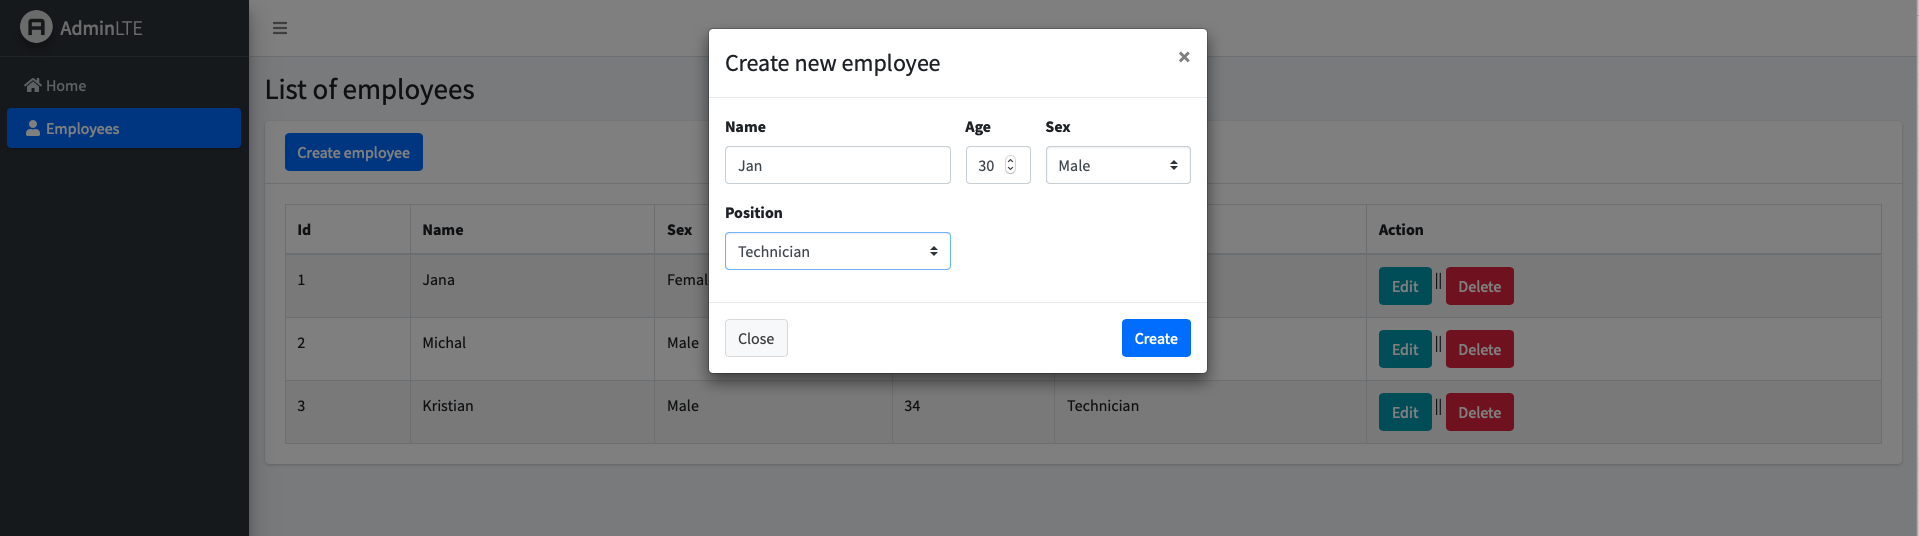 AdminLTE
Home
Employees
List of employees
Create employee
Create new employee
×
Name Age Sex
Jan 30 Male
Position
Technician
Close Create
Id Name Sex Action
1 Jana Femal Edit || Delete
2 Michal Male Edit || Delete
3 Kristian Male 34 Technician Edit || Delete